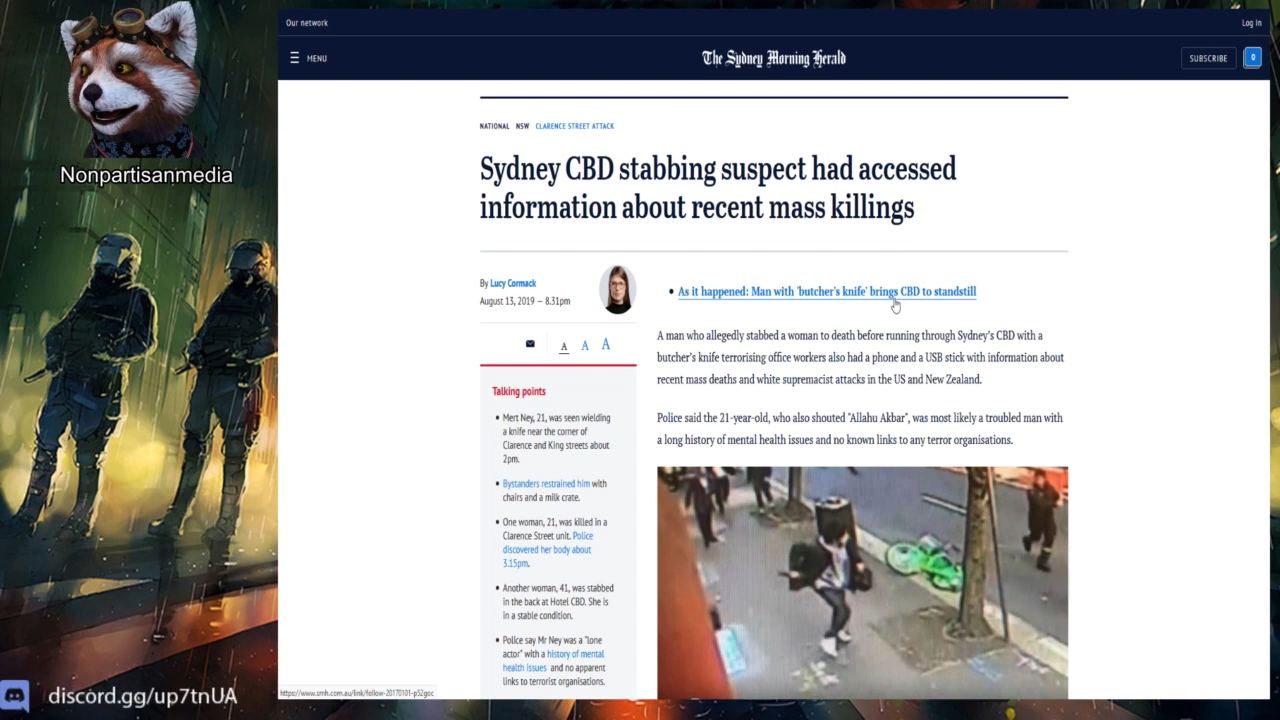 Our network
Log In
MENU
The Sydney Morning Herald
SUBSCRIBE
0
Nonpartisanmedia
NATIONAL NSW CLARENCE STREET ATTACK
Sydney CBD stabbing suspect had accessed
information about recent mass killings
By Lucy Cormack
August 13, 2019 — 8.31pm
A A A
Talking points
• Mert Ney, 21, was seen wielding
a knife near the corner of
Clarence and King streets about
2pm.
• Bystanders restrained him with
chairs and a milk crate.
• One woman, 21, was killed in a
Clarence Street unit. Police
discovered her body about
3.15pm.
• Another woman, 41, was stabbed
in the back at Hotel CBD. She is
in a stable condition.
• Police say Mr Ney was a "lone
actor" with a history of mental
health issues and no apparent
links to terrorist organisations.
• As it happened: Man with 'butcher's knife' brings CBD to standstill
A man who allegedly stabbed a woman to death before running through Sydney's CBD with a
butcher's knife terrorising office workers also had a phone and a USB stick with information about
recent mass deaths and white supremacist attacks in the US and New Zealand.
Police said the 21-year-old, who also shouted "Allahu Akbar", was most likely a troubled man with
a long history of mental health issues and no known links to any terror organisations.
https://www.smh.com.au/link/follow-20170101-p52goc
discord.gg/up7tnUA